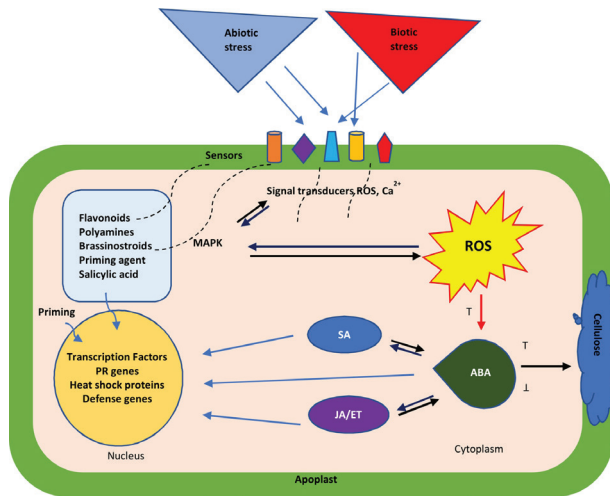 Abiotic
stress
Biotic
stress
Sensors
Signal transducers ROS, Ca2+
Flavonoids
Polyamines
Brassinostroids
Priming agent
Salicylic acid
MAPK
ROS
Priming
T
Transcription Factors
PR genes
Heat shock proteins
Defense genes
SA
T
ABA
⊥
Cellulose
JA/ET
Nucleus
Cytoplasm
Apoplast